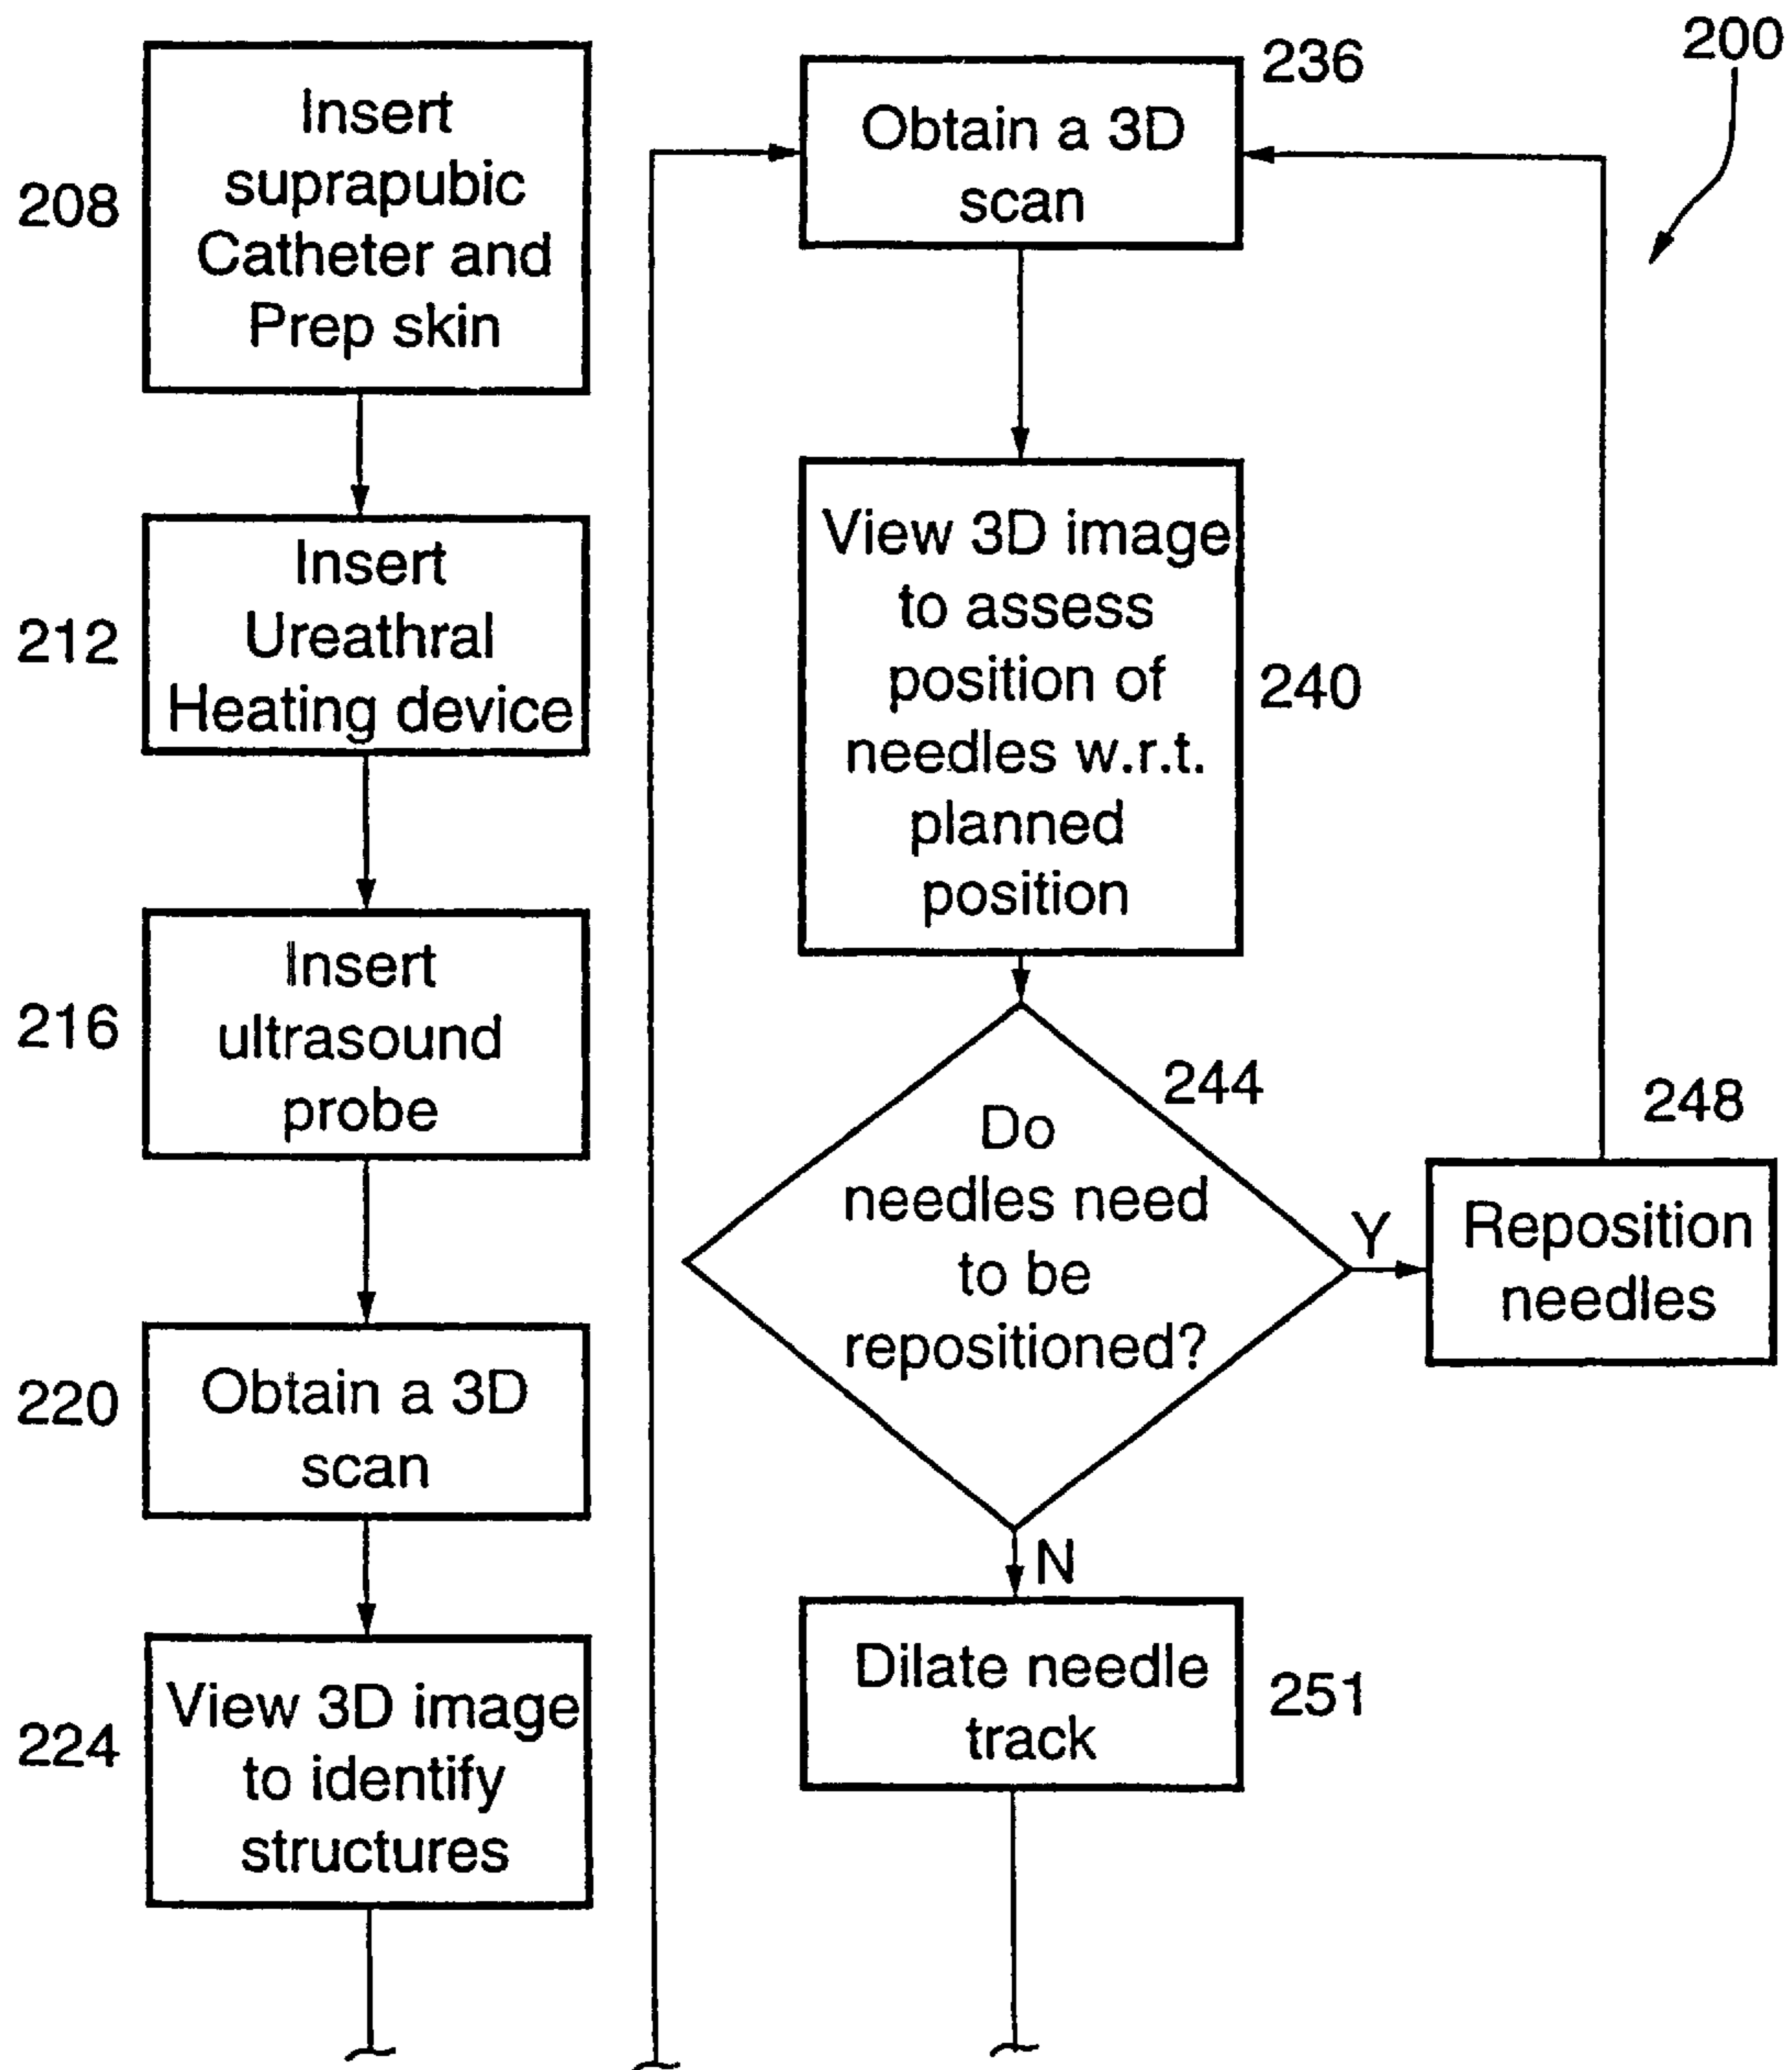 200
208
Insert
suprapubic
Catheter and
Prep skin
212
Insert
Ureathral
Heating device
216
Insert
ultrasound
probe
220
Obtain a 3D
scan
224
View 3D image
to identify
structures
236
Obtain a 3D
scan
240
View 3D image
to assess
position of
needles w.r.t.
planned
position
244
Do
needles need
to be
repositioned?
Y
248
Reposition
needles
N
251
Dilate needle
track